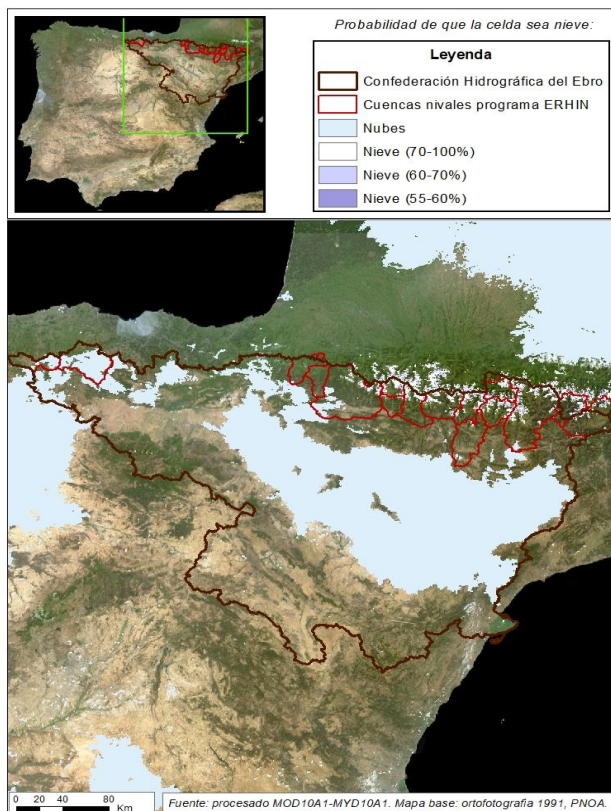 Probabilidad de que la celda sea nieve:
Leyenda
Confederación Hidrográfica del Ebro
Cuencas nivales programa ERHIN
Nubes
Nieve (70-100%)
Nieve (60-70%)
Nieve (55-60%)
0 20 40 80
Km
Fuente: procesado MOD10A1-MYD10A1. Mapa base: ortofotografía 1991, PNOA.